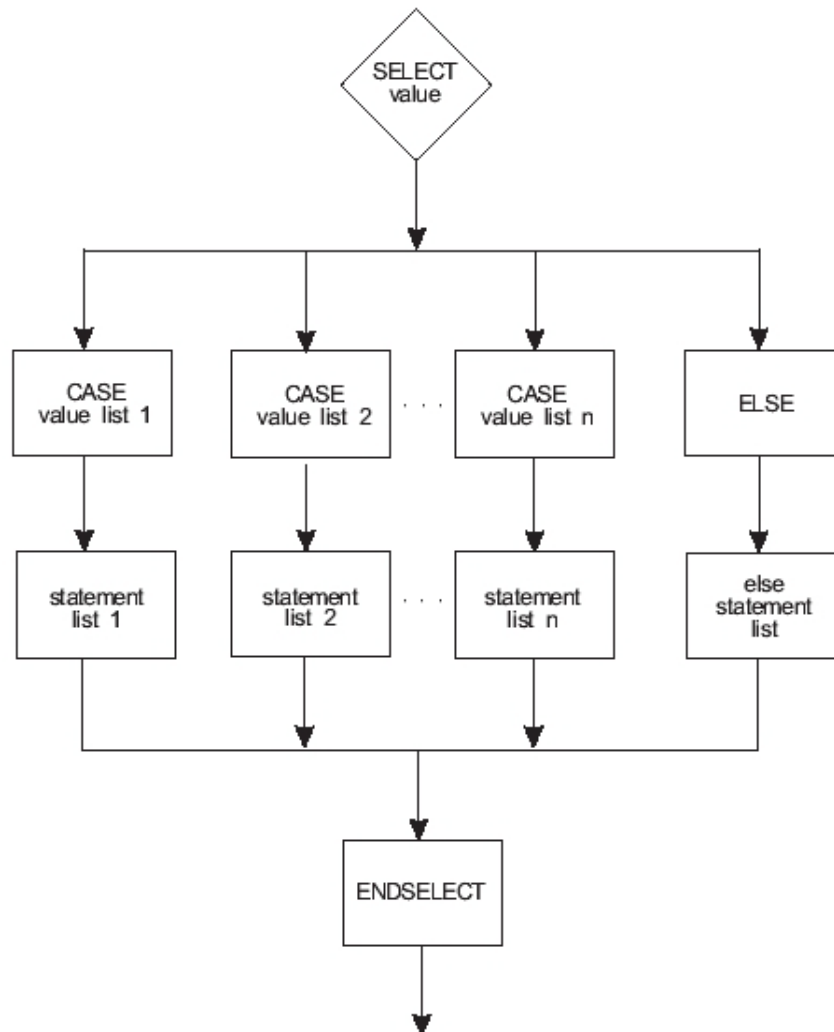 SELECT
value
CASE
value list 1
CASE
value list 2
. . .
CASE
value list n
ELSE
statement
list 1
statement
list 2
. . .
statement
list n
else
statement
list
ENDSELECT